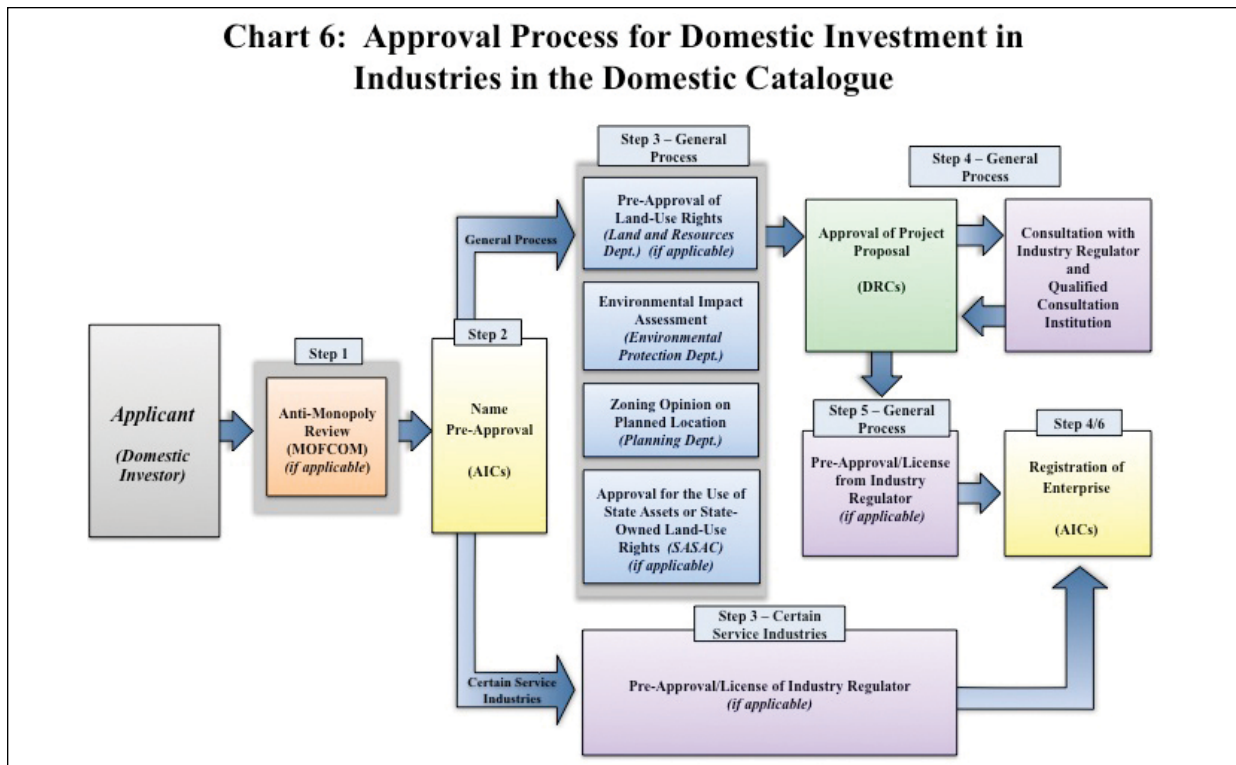 Chart 6: Approval Process for Domestic Investment in
Industries in the Domestic Catalogue
Applicant
(Domestic
Investor)
Step 1
Anti-Monopoly
Review
(MOFCOM)
(if applicable)
Step 2
Name
Pre-Approval
(AICs)
General Process
Step 3 – General
Process
Pre-Approval of
Land-Use Rights
(Land and Resources
Dept.) (if applicable)
Environmental Impact
Assessment
(Environmental
Protection Dept.)
Zoning Opinion on
Planned Location
(Planning Dept.)
Approval for the Use of
State Assets or State-
Owned Land-Use
Rights (SASAC)
(if applicable)
Step 4 – General
Process
Approval of Project
Proposal
(DRCs)
Consultation with
Industry Regulator
and
Qualified
Consultation
Institution
Step 5 – General
Process
Pre-Approval/License
from Industry
Regulator
(if applicable)
Step 4/6
Registration of
Enterprise
(AICs)
Certain Service
Industries
Step 3 – Certain
Service Industries
Pre-Approval/License of Industry Regulator
(if applicable)